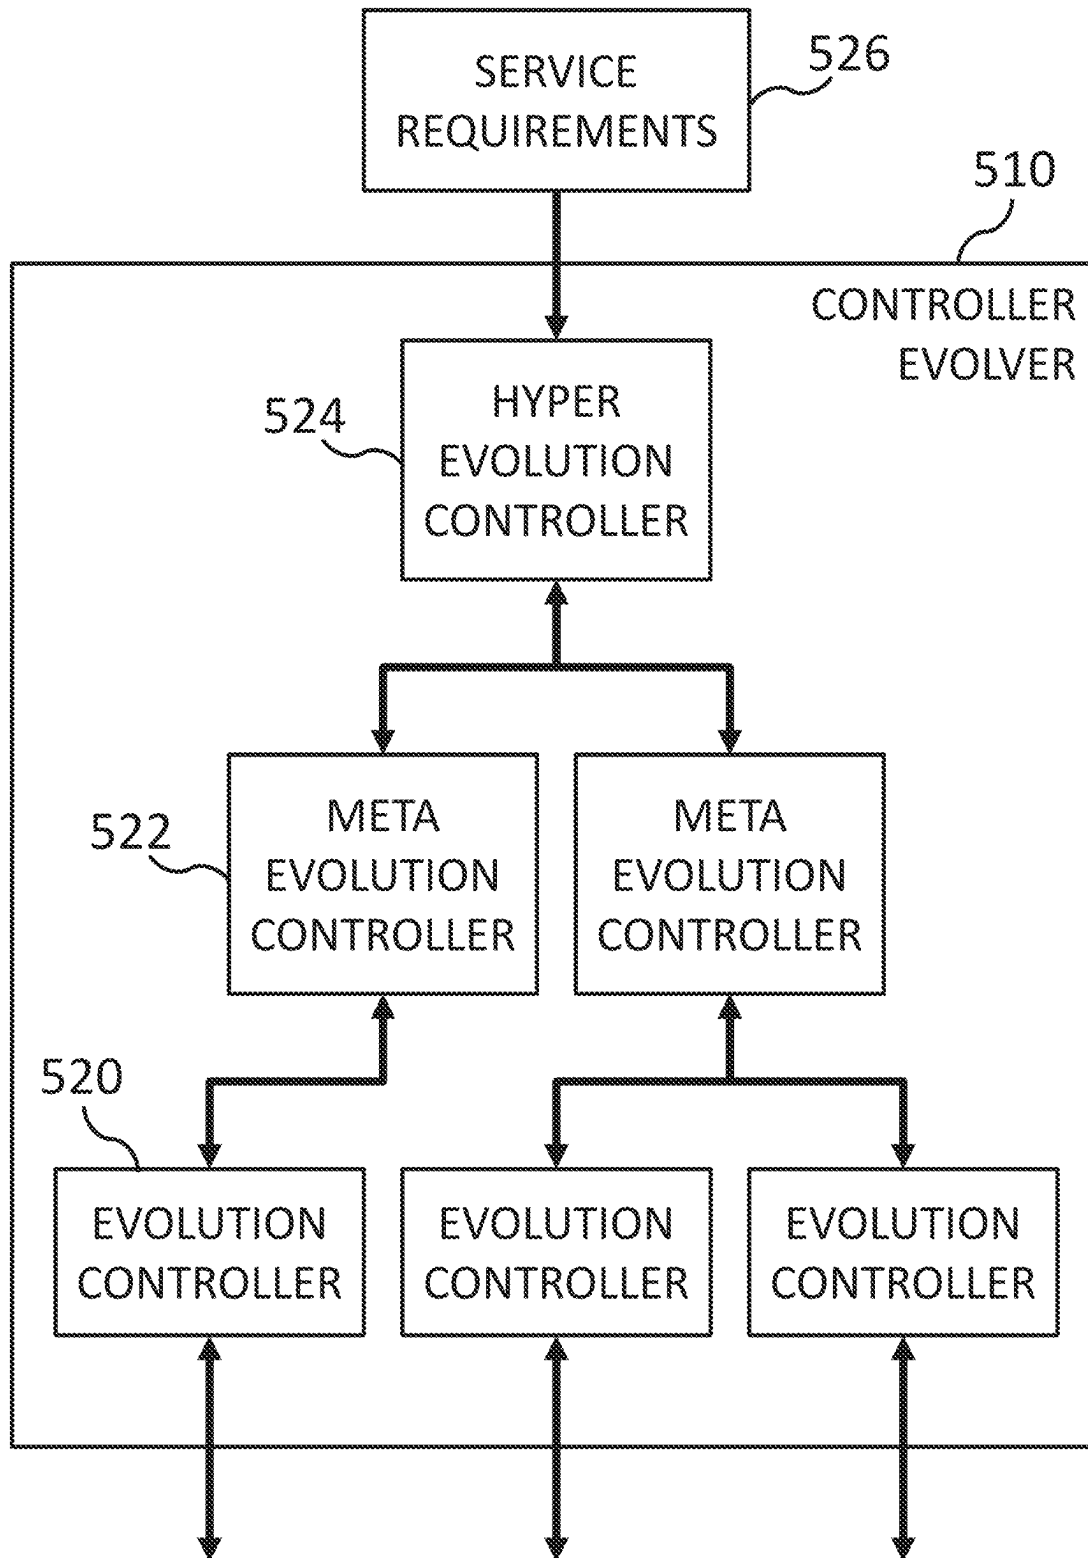 SERVICE
REQUIREMENTS
526
510
CONTROLLER
EVOLVER
524
HYPER
EVOLUTION
CONTROLLER
522
META
EVOLUTION
CONTROLLER
META
EVOLUTION
CONTROLLER
520
EVOLUTION
CONTROLLER
EVOLUTION
CONTROLLER
EVOLUTION
CONTROLLER